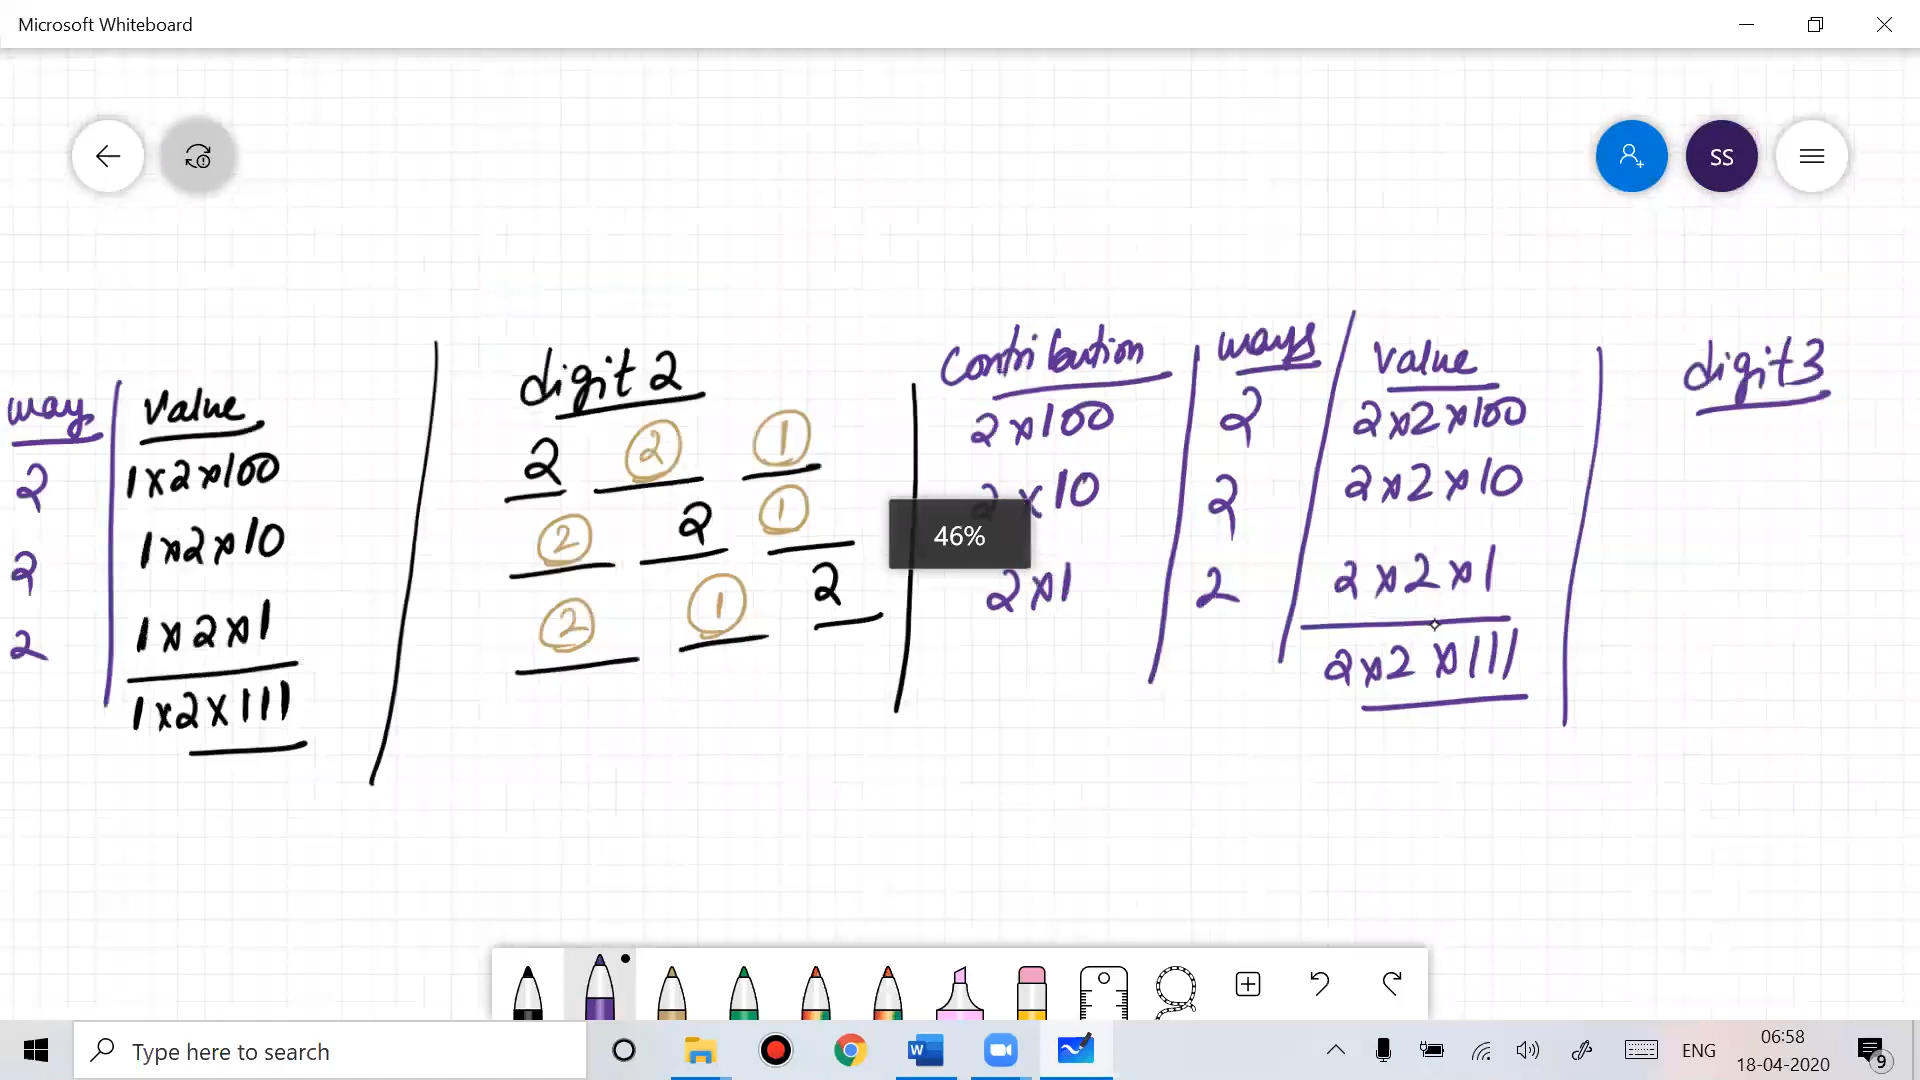 Microsoft Whiteboard
SS
way
2
2
2
Value
1x2x100
1x2x10
1x2x1
1x2x111
digit 2
2 2 1
2 2 1
2 1 2
Contribution
2x100
2x10
2x1
ways
2
2
2
Value
2x2x100
2x2x10
2x2x1
2x2x111
digit 3
46%
Type here to search
W
ENG
06:58
18-04-2020
9